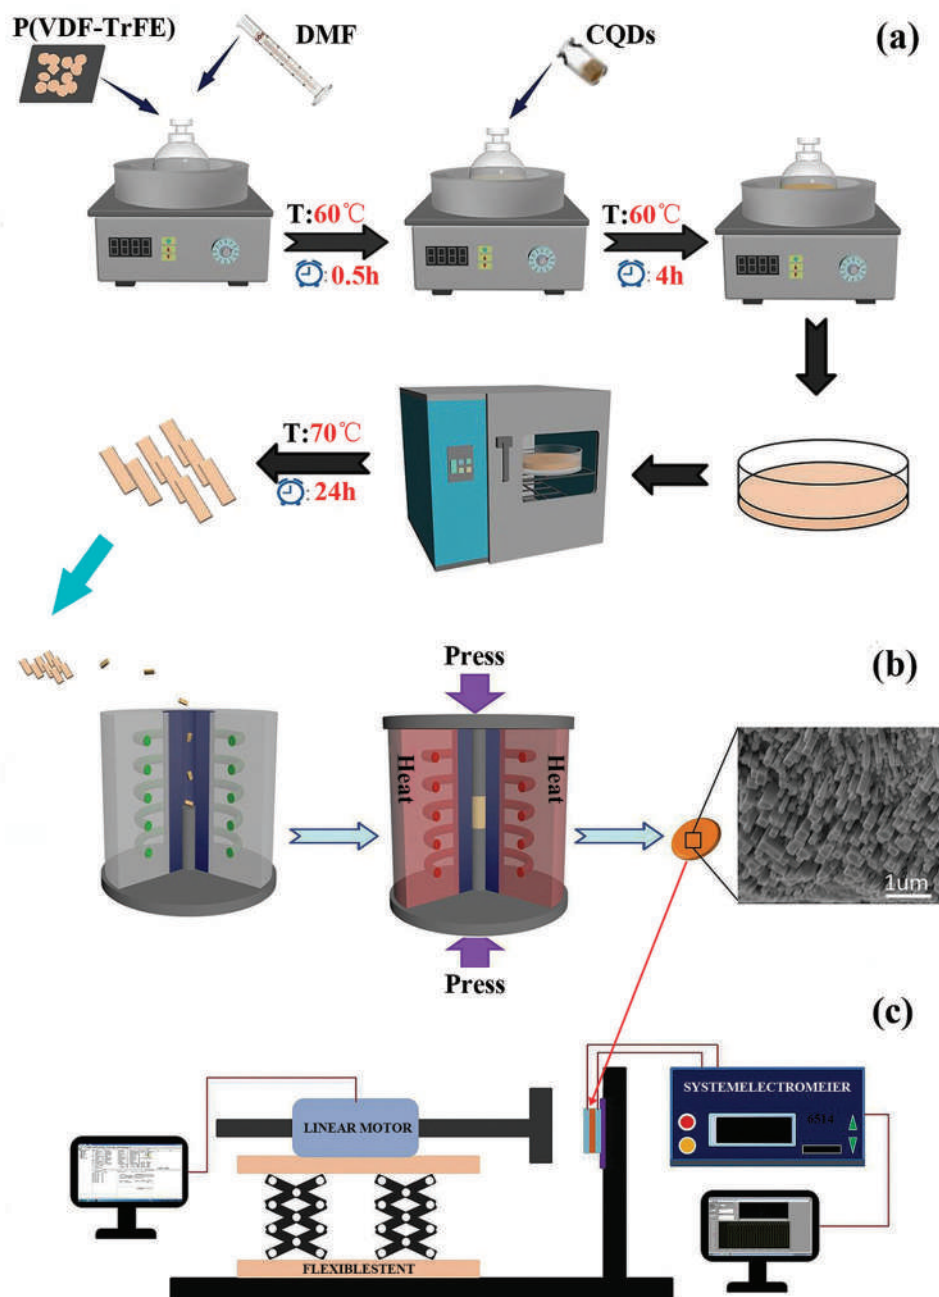 P(VDF-TrFE)
DMF
CQDs
(a)
T:60℃
:0.5h
T:60℃
:4h
T:70℃
:24h
(b)
Press
Heat
Heat
1um
Press
(c)
SYSTEMELECTROMEIER
6514
LINEAR MOTOR
FLEXIBLESTENT